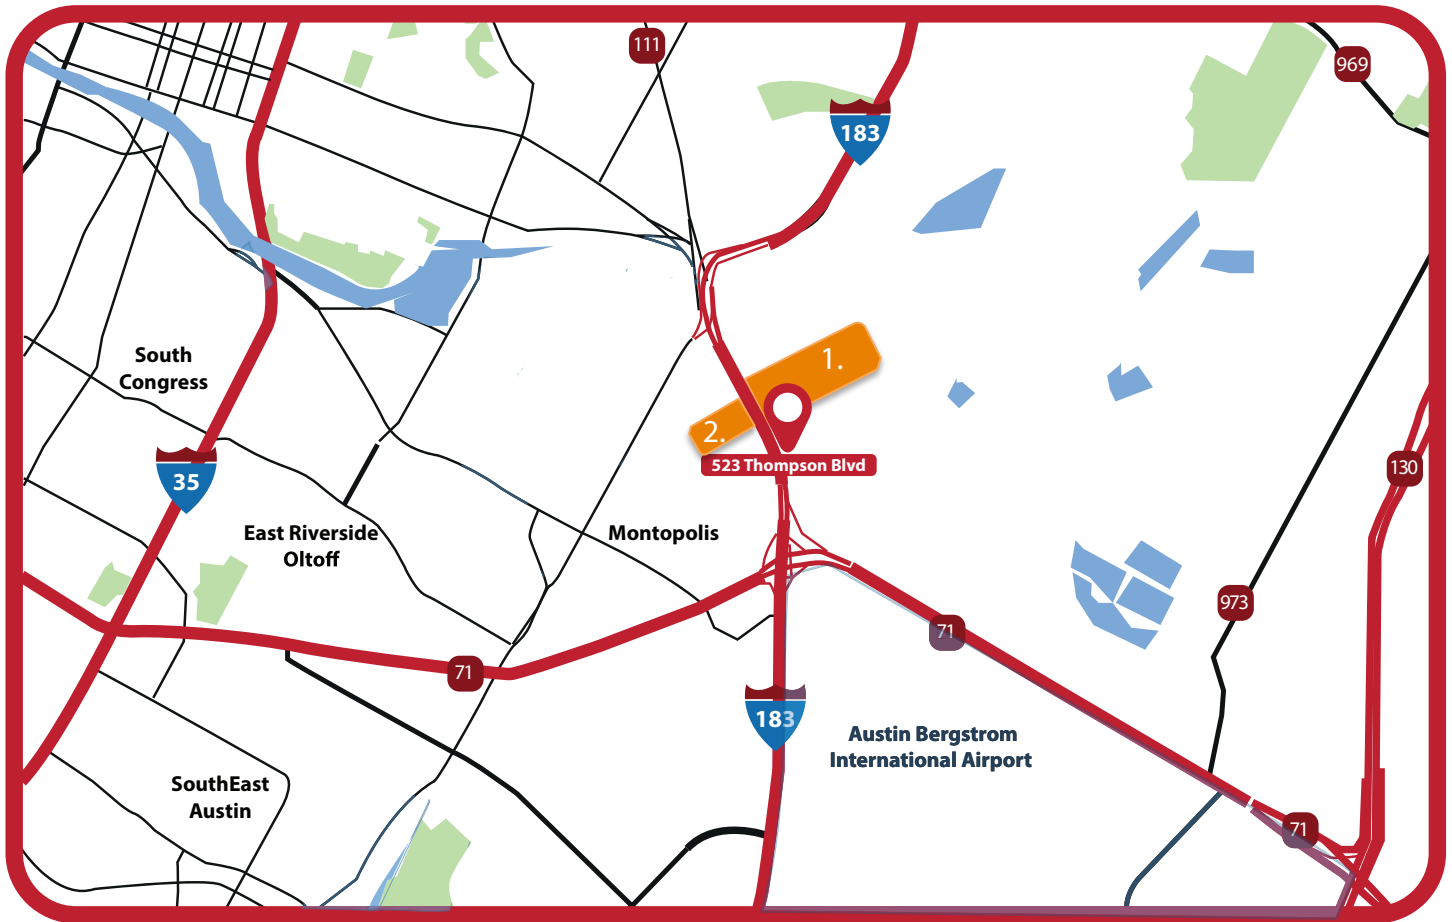 111
969
183
1.
South
Congress
2.
523 Thompson Blvd
130
35
East Riverside
Oltoff
Montopolis
973
71
71
183
Austin Bergstrom
International Airport
SouthEast
Austin
71